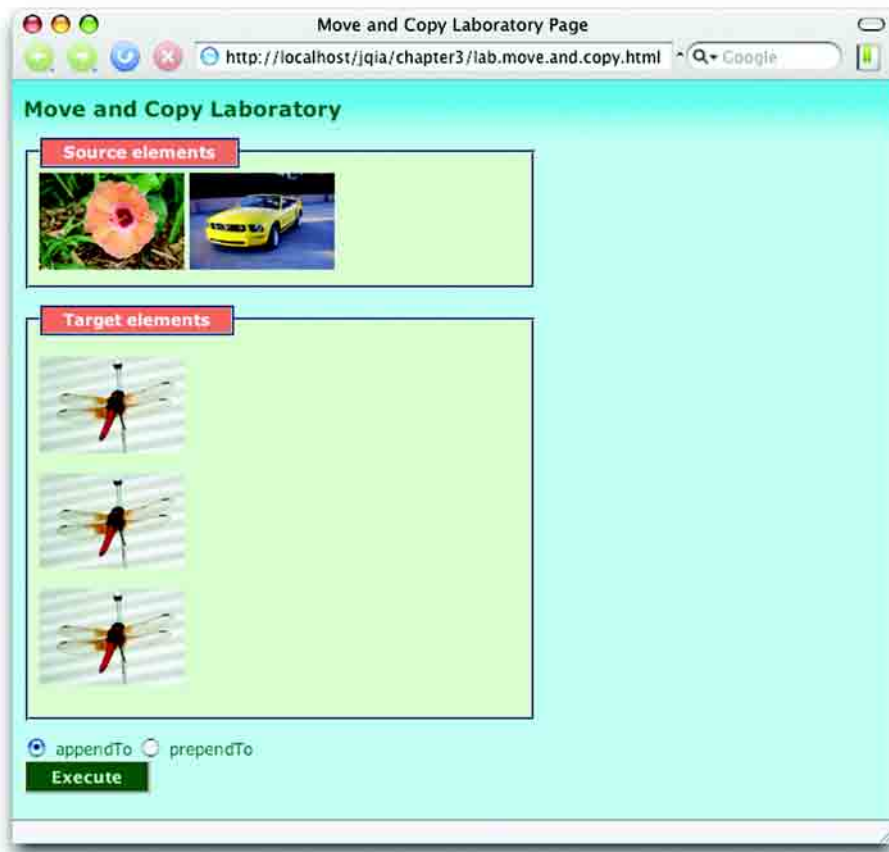 Move and Copy Laboratory Page
http://localhost/jqia/chapter3/lab.move.and.copy.html
Google
Move and Copy Laboratory
Source elements
Target elements
appendTo prependTo
Execute